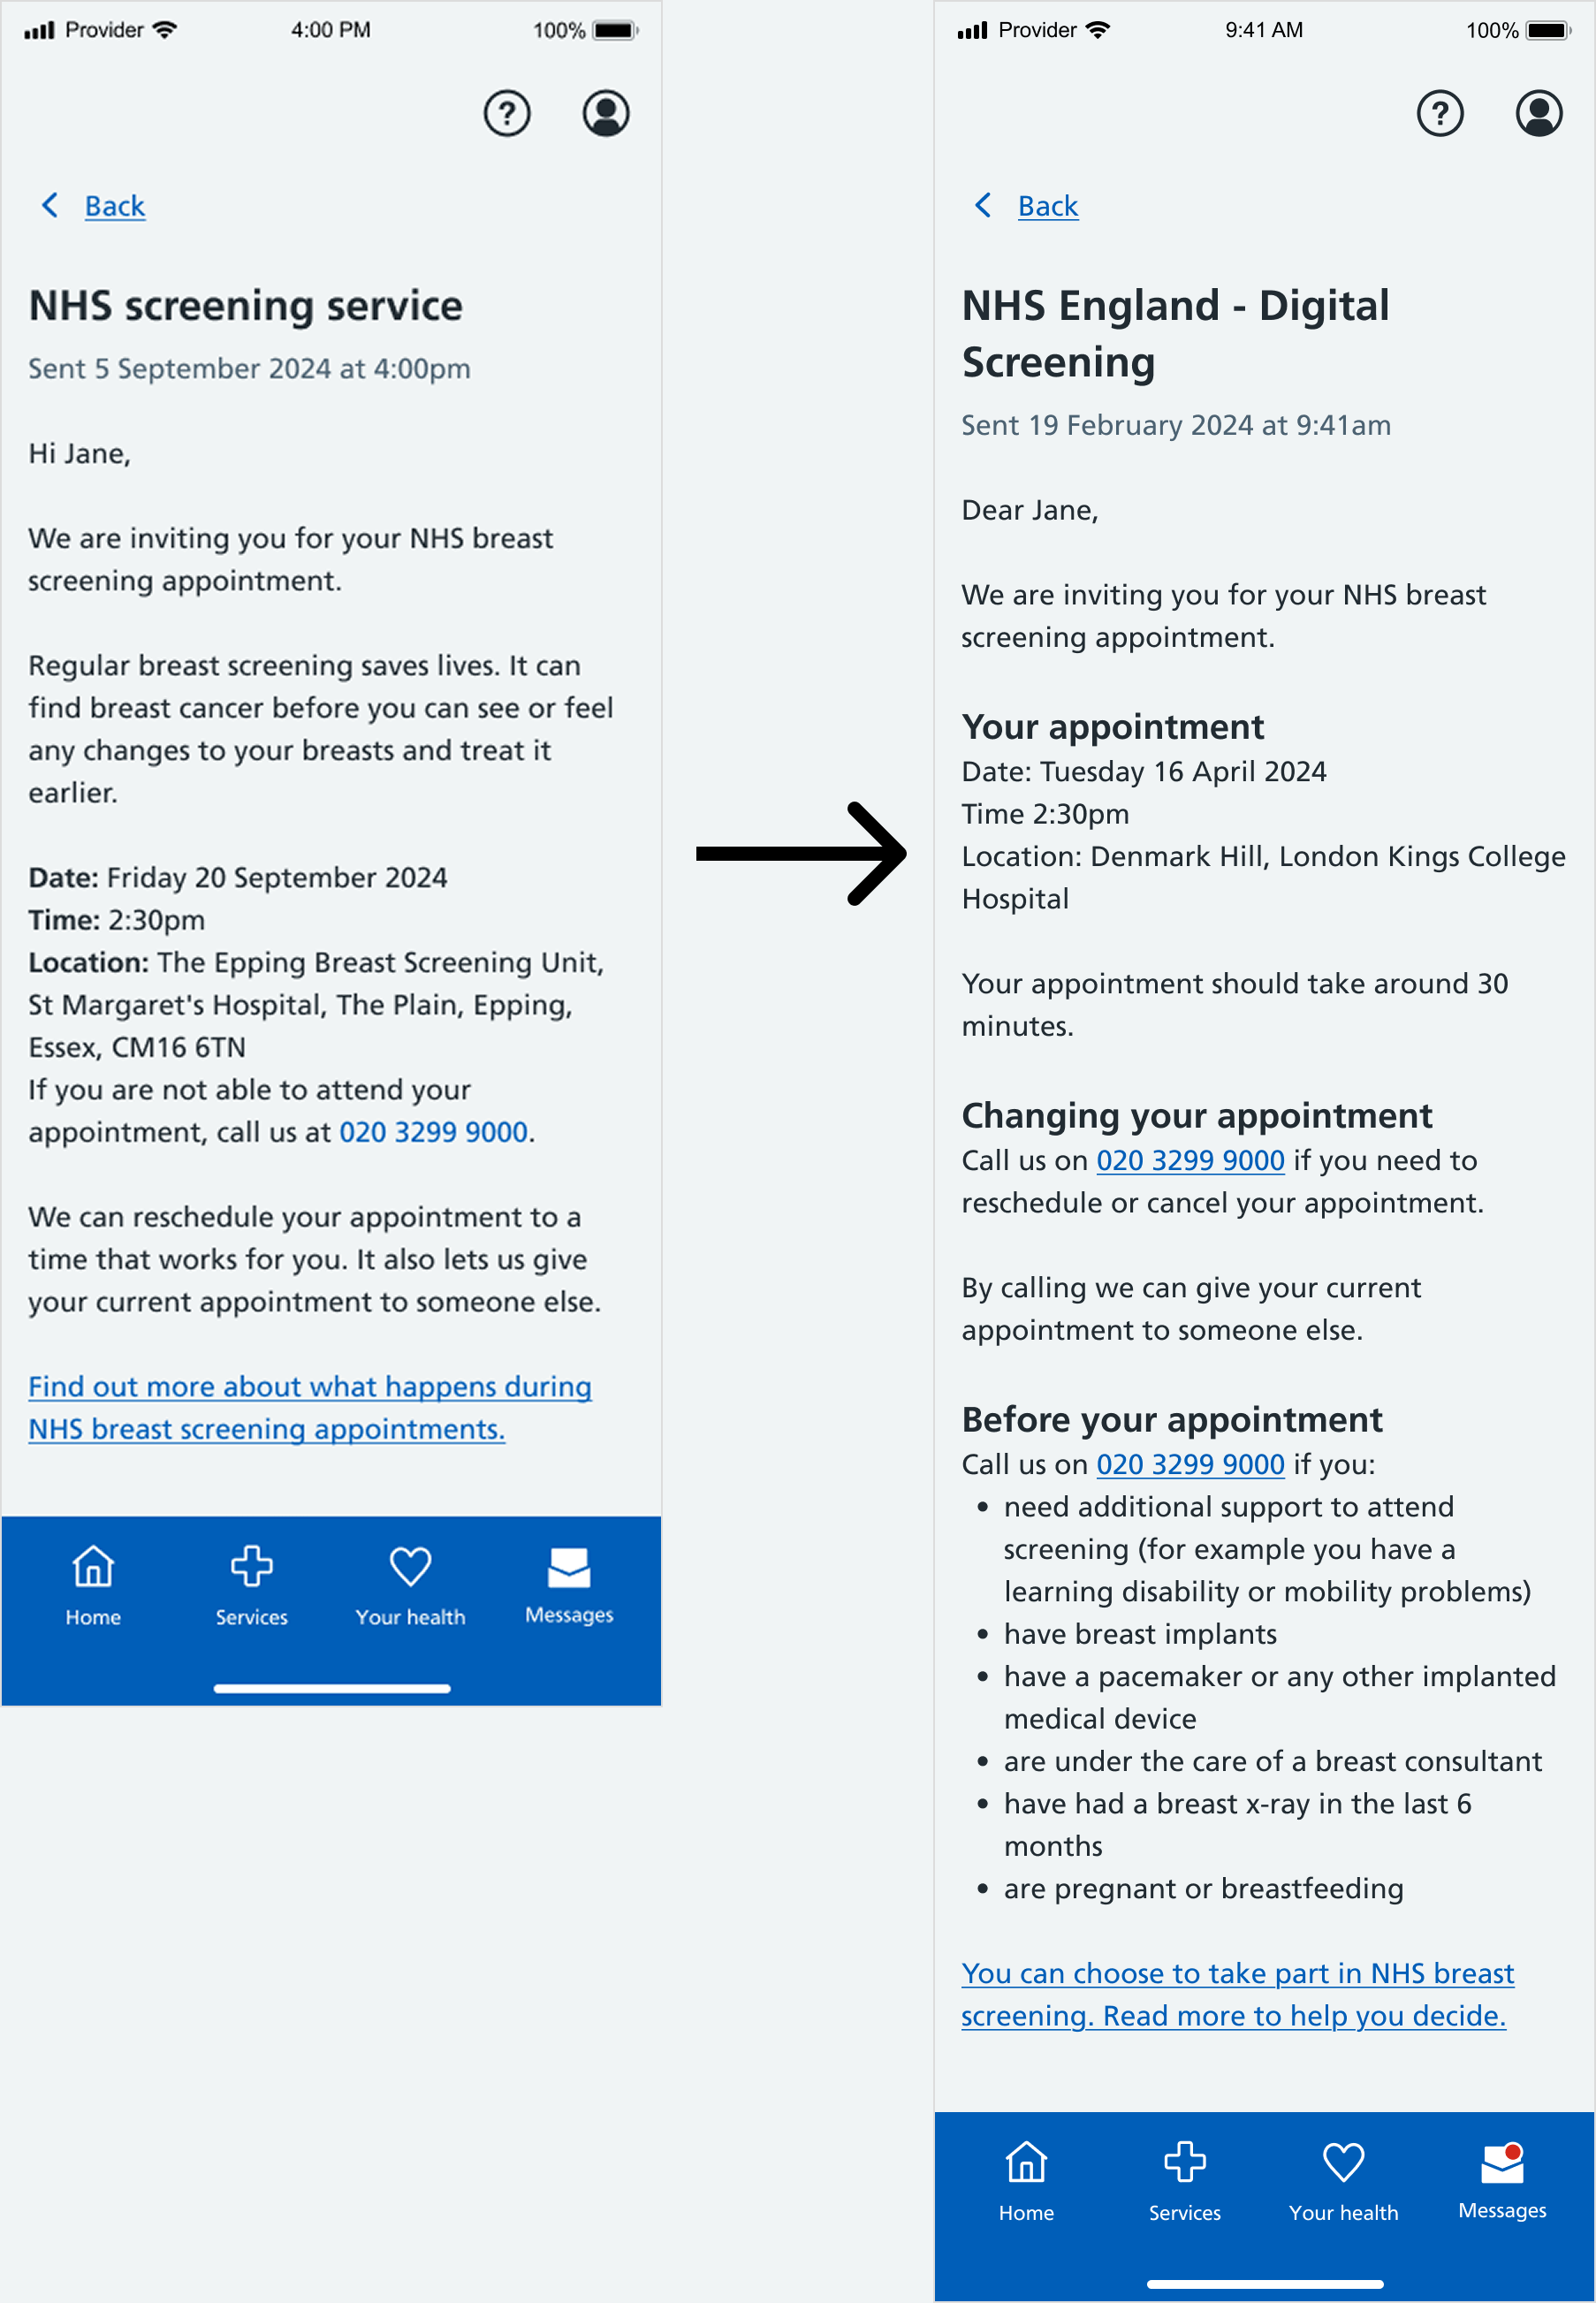 Provider
4:00 PM
100%
?
Back
NHS screening service
Sent 5 September 2024 at 4:00pm
Hi Jane,
We are inviting you for your NHS breast
screening appointment.
Regular breast screening saves lives. It can
find breast cancer before you can see or feel
any changes to your breasts and treat it
earlier.
Date: Friday 20 September 2024
Time: 2:30pm
Location: The Epping Breast Screening Unit,
St Margaret's Hospital, The Plain, Epping,
Essex, CM16 6TN
If you are not able to attend your
appointment, call us at 020 3299 9000.
We can reschedule your appointment to a
time that works for you. It also lets us give
your current appointment to someone else.
Find out more about what happens during
NHS breast screening appointments.
Home
Services
Your health
Messages
Provider
9:41 AM
100%
?
Back
NHS England - Digital
Screening
Sent 19 February 2024 at 9:41am
Dear Jane,
We are inviting you for your NHS breast
screening appointment.
Your appointment
Date: Tuesday 16 April 2024
Time 2:30pm
Location: Denmark Hill, London Kings College
Hospital
Your appointment should take around 30
minutes.
Changing your appointment
Call us on 020 3299 9000 if you need to
reschedule or cancel your appointment.
By calling we can give your current
appointment to someone else.
Before your appointment
Call us on 020 3299 9000 if you:
• need additional support to attend
screening (for example you have a
learning disability or mobility problems)
• have breast implants
• have a pacemaker or any other implanted
medical device
• are under the care of a breast consultant
• have had a breast x-ray in the last 6
months
• are pregnant or breastfeeding
You can choose to take part in NHS breast
screening. Read more to help you decide.
Home
Services
Your health
Messages